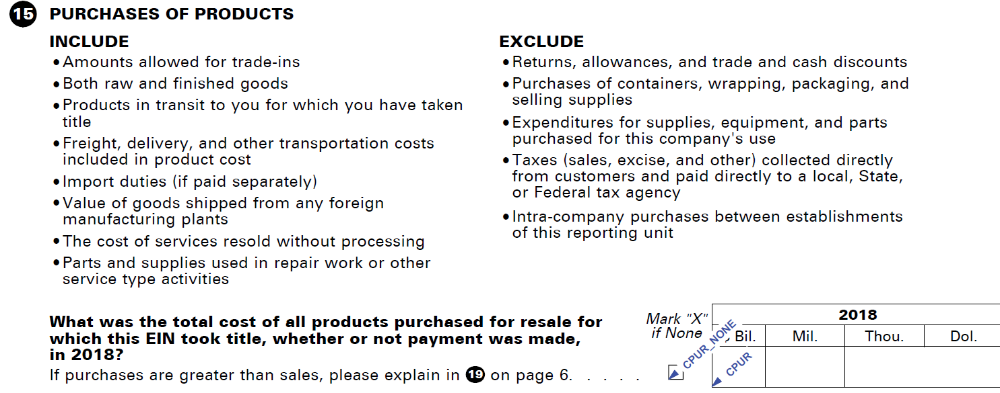 15 PURCHASES OF PRODUCTS
INCLUDE
•Amounts allowed for trade-ins
•Both raw and finished goods
•Products in transit to you for which you have taken
title
•Freight, delivery, and other transportation costs
included in product cost
•Import duties (if paid separately)
•Value of goods shipped from any foreign
manufacturing plants
•The cost of services resold without processing
•Parts and supplies used in repair work or other
service type activities
EXCLUDE
•Returns, allowances, and trade and cash discounts
•Purchases of containers, wrapping, packaging, and
selling supplies
•Expenditures for supplies, equipment, and parts
purchased for this company's use
•Taxes (sales, excise, and other) collected directly
from customers and paid directly to a local, State,
or Federal tax agency
•Intra-company purchases between establishments
of this reporting unit
What was the total cost of all products purchased for resale for
which this EIN took title, whether or not payment was made,
in 2018?
If purchases are greater than sales, please explain in 19 on page 6. . . . .
Mark "X"
if None
2018
Bil. Mil. Thou. Dol.
CPUR_NONE
CPUR